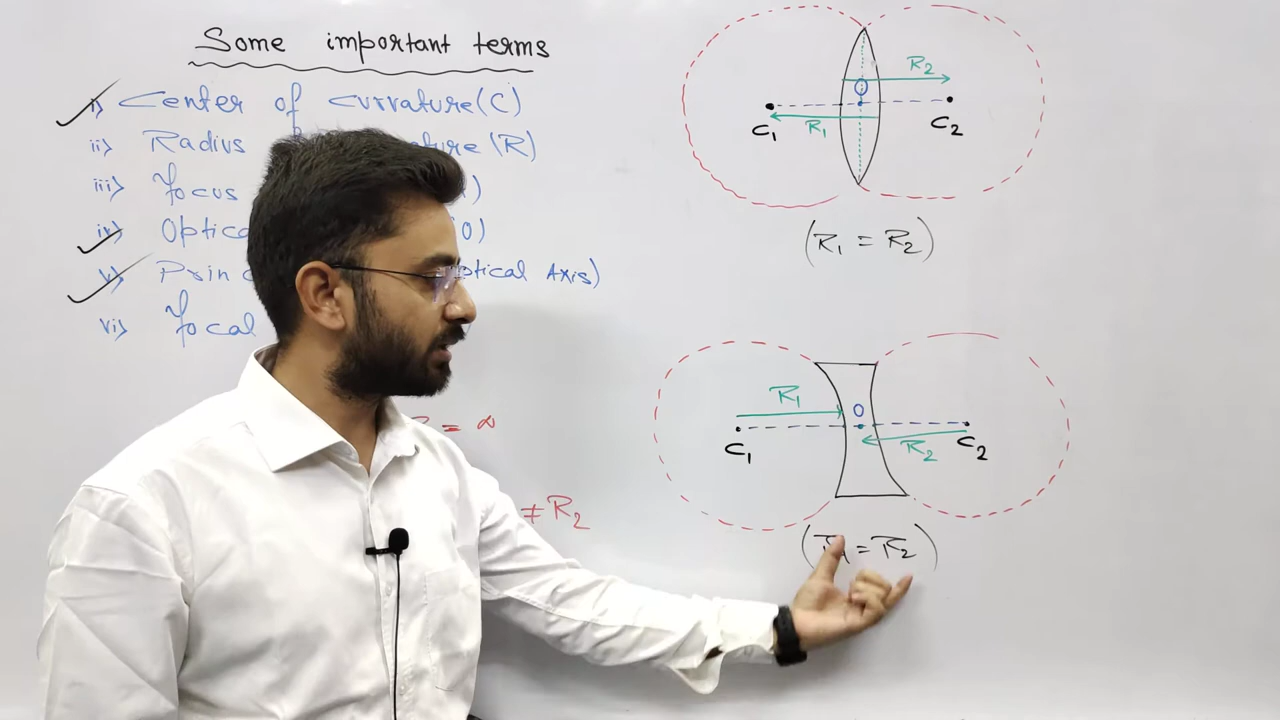 Some important terms
i) Center of Curvature (C)
ii) Radius (R)
iii) focus )
iv) Optica (O)
v) Prin ptical Axis)
vi) focal
= ∞
≠ R2
R2
O
C1 C2
R1
(R1 = R2)
R1
O
C1 R2 C2
(R1 = R2)